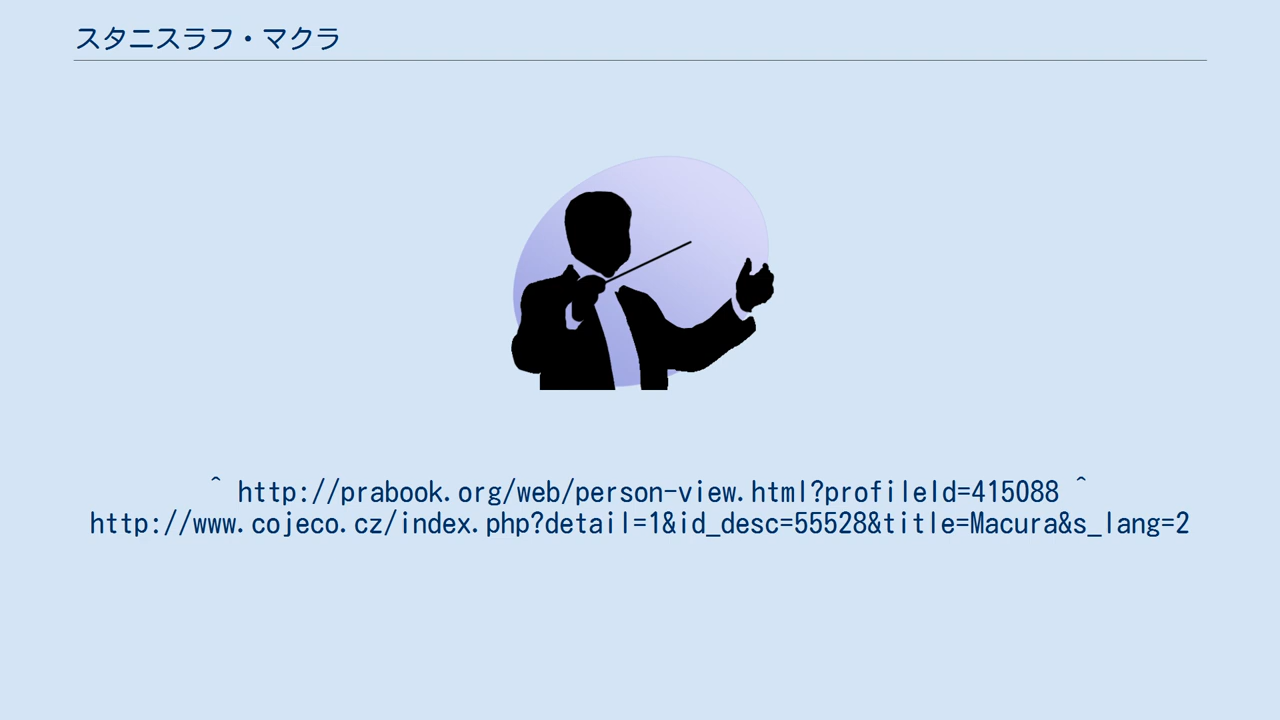 スタニスラフ・マクラ
^ http://prabook.org/web/person-view.html?profileId=415088 ^
http://www.cojeco.cz/index.php?detail=1&id_desc=55528&title=Macura&s_lang=2